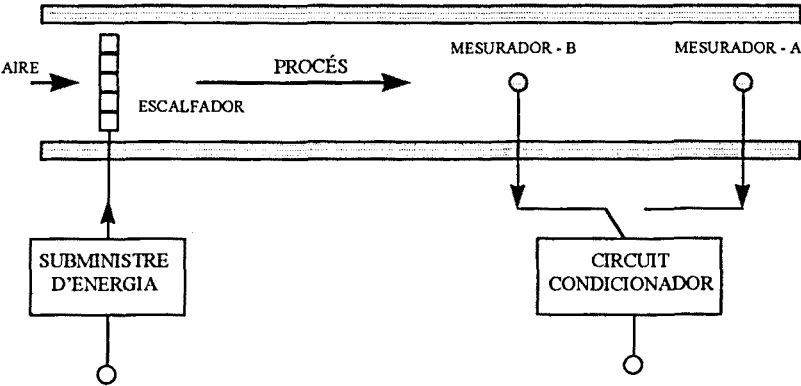 MESURADOR - B
MESURADOR - A
AIRE
PROCÉS
ESCALFADOR
SUBMINISTRE
D'ENERGIA
CIRCUIT
CONDICIONADOR